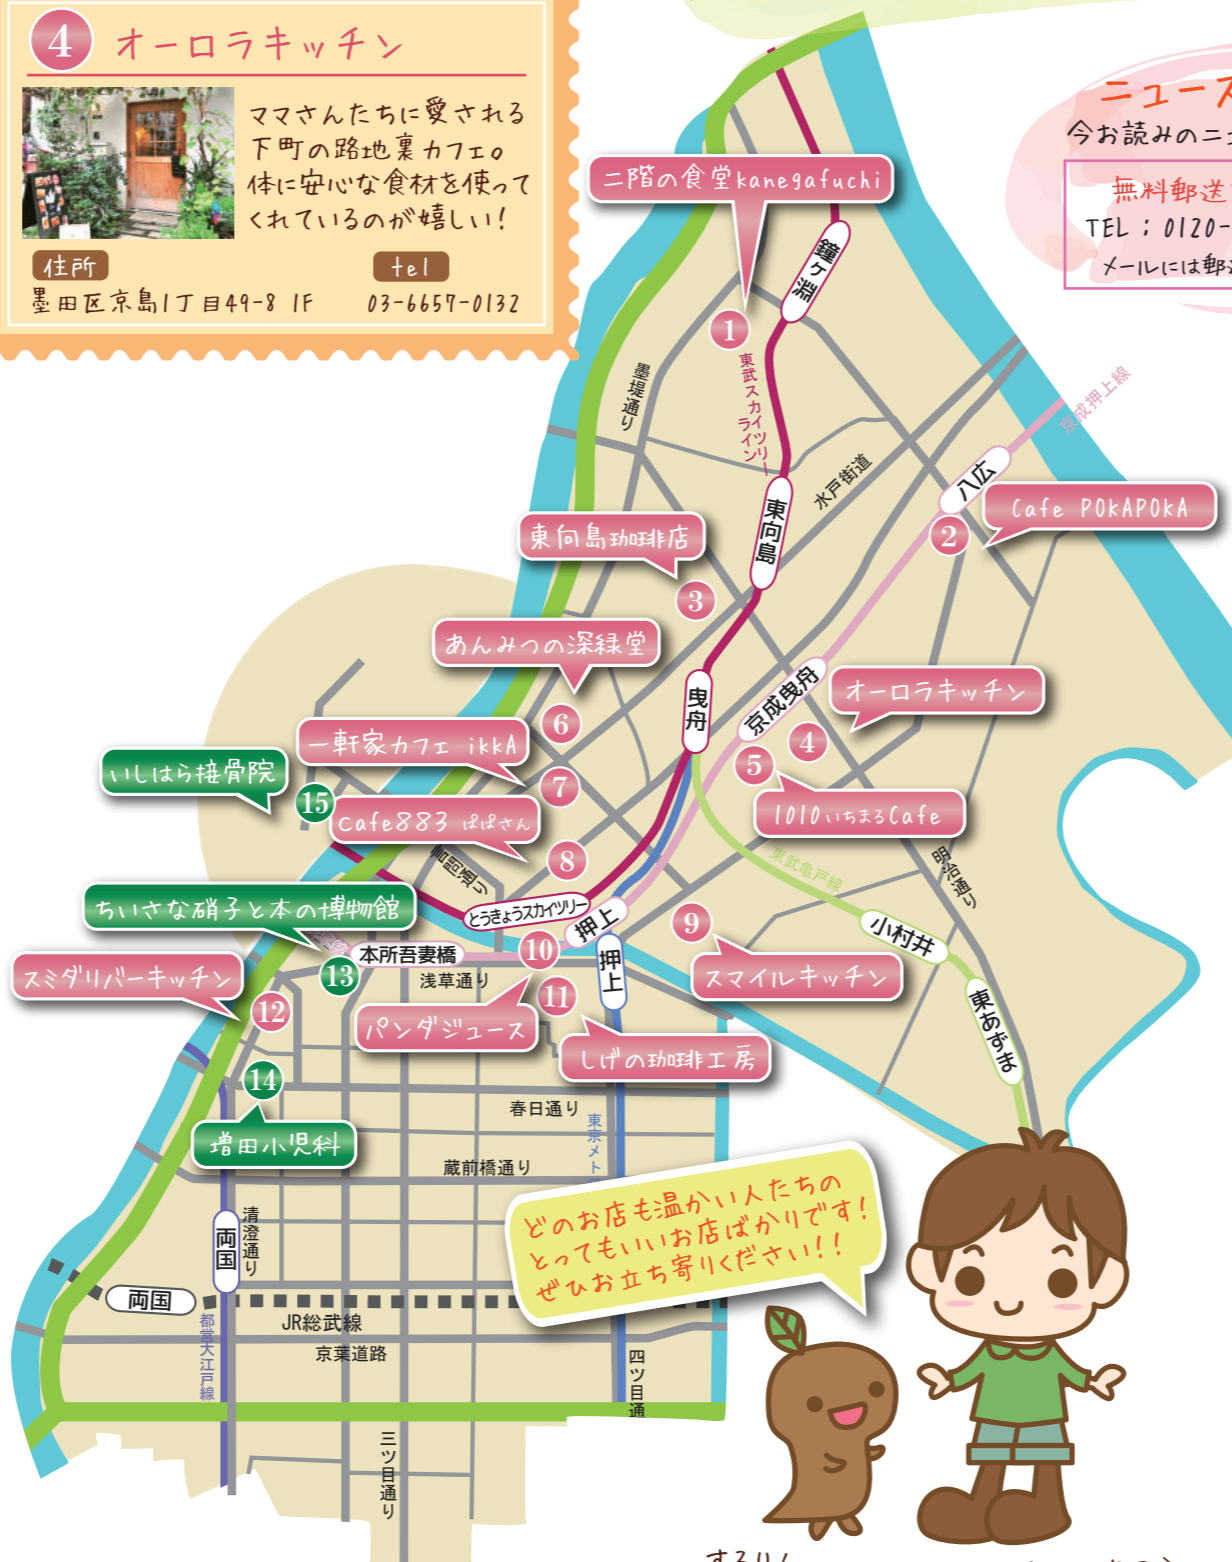 4 オーロラキッチン
ママさんたちに愛される
下町の路地裏カフェ。
体に安心な食材を使って
くれているのが嬉しい！
住所
墨田区京島1丁目49-8 1F
tel
03-6657-0132
ニュース
今お読みのニュ
無料郵送
TEL：0120-
メールには郵送
二階の食堂kanegafuchi
鐘ヶ淵
1
東武スカイツリー
ライン
墨堤通り
京成押上線
水戸街道
八広
2
Cafe POKAPOKA
東向島
東向島珈琲店
3
あんみつの深緑堂
6
曳舟
京成曳舟
オーロラキッチン
4
5
1010いちまるCafe
一軒家カフェ ikkA
7
いしはら接骨院
15
cafe883 ぱぱさん
8
言問通り
東武亀戸線
明治通り
とうきょうスカイツリー
押上
押上
9
スマイルキッチン
小村井
東あずま
ちいさな硝子と本の博物館
13
本所吾妻橋
浅草通り
10
パンダジュース
11
しげの珈琲工房
スミダリバーキッチン
12
14
増田小児科
春日通り
東京メト
蔵前橋通り
清澄通り
両国
両国
JR総武線
京葉道路
都営大江戸線
四ツ目通
三ツ目通り
どのお店も温かい人たちの
とってもいいお店ばかりです！
ぜひお立ち寄りください！！